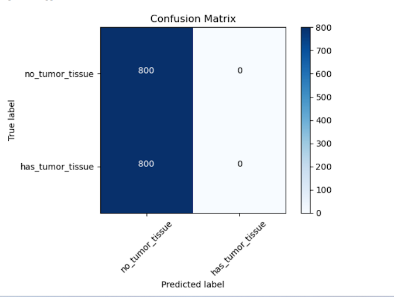 Confusion Matrix
800
700
600
500
400
300
200
100
0
True label
no_tumor_tissue
800 0
has_tumor_tissue
800 0
no_tumor_tissue
has_tumor_tissue
Predicted label